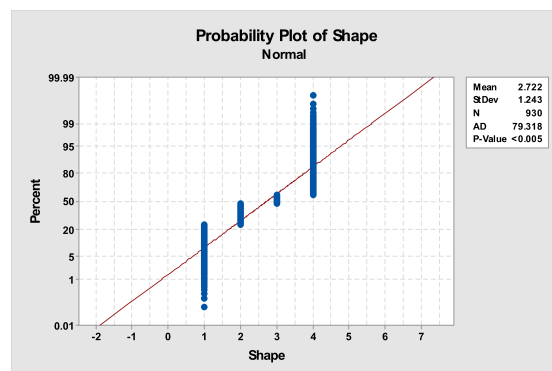 Probability Plot of Shape
Normal
99.99
99
95
80
50
20
5
1
0.01
Percent
-2 -1 0 1 2 3 4 5 6 7
Shape
Mean 2.722
StDev 1.243
N 930
AD 79.318
P-Value <0.005